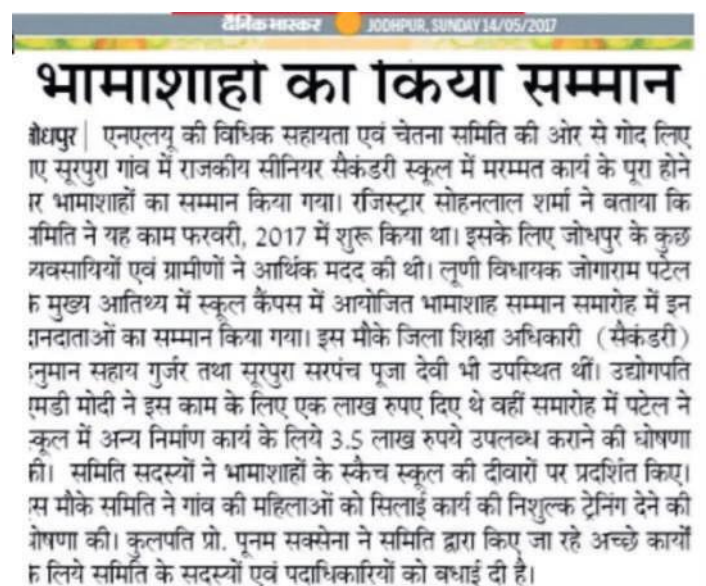 दैनिक भास्कर JODHPUR, SUNDAY 14/05/2017
भामाशाहों का किया सम्मान
जोधपुर | एनएलयू की विधिक सहायता एवं चेतना समिति की ओर से गोद लिए
गए सूरपुरा गांव में राजकीय सीनियर सैकंडरी स्कूल में मरम्मत कार्य के पूरा होने
पर भामाशाहों का सम्मान किया गया। रजिस्ट्रार सोहनलाल शर्मा ने बताया कि
समिति ने यह काम फरवरी, 2017 में शुरू किया था। इसके लिए जोधपुर के कुछ
व्यवसायियों एवं ग्रामीणों ने आर्थिक मदद की थी। लूणी विधायक जोगाराम पटेल
के मुख्य आतिथ्य में स्कूल कैंपस में आयोजित भामाशाह सम्मान समारोह में इन
दानदाताओं का सम्मान किया गया। इस मौके जिला शिक्षा अधिकारी (सैकंडरी)
हनुमान सहाय गुर्जर तथा सूरपुरा सरपंच पूजा देवी भी उपस्थित थीं। उद्योगपति
एमडी मोदी ने इस काम के लिए एक लाख रुपए दिए थे वहीं समारोह में पटेल ने
स्कूल में अन्य निर्माण कार्य के लिये 3.5 लाख रुपये उपलब्ध कराने की घोषणा
की। समिति सदस्यों ने भामाशाहों के स्कैच स्कूल की दीवारों पर प्रदर्शित किए।
इस मौके समिति ने गांव की महिलाओं को सिलाई कार्य की निशुल्क ट्रेनिंग देने की
घोषणा की। कुलपति प्रो. पूनम सक्सेना ने समिति द्वारा किए जा रहे अच्छे कार्यों
के लिये समिति के सदस्यों एवं पदाधिकारियों को बधाई दी है।